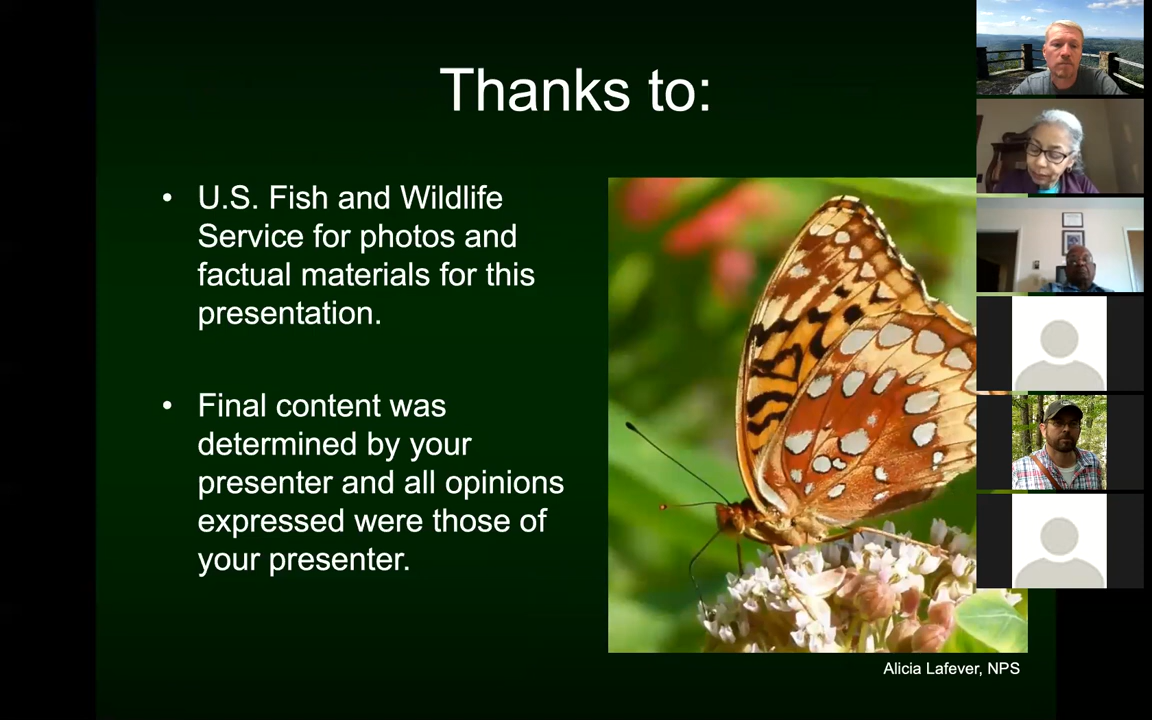 Thanks to:
• U.S. Fish and Wildlife
Service for photos and
factual materials for this
presentation.
• Final content was
determined by your
presenter and all opinions
expressed were those of
your presenter.
Alicia Lafever, NPS